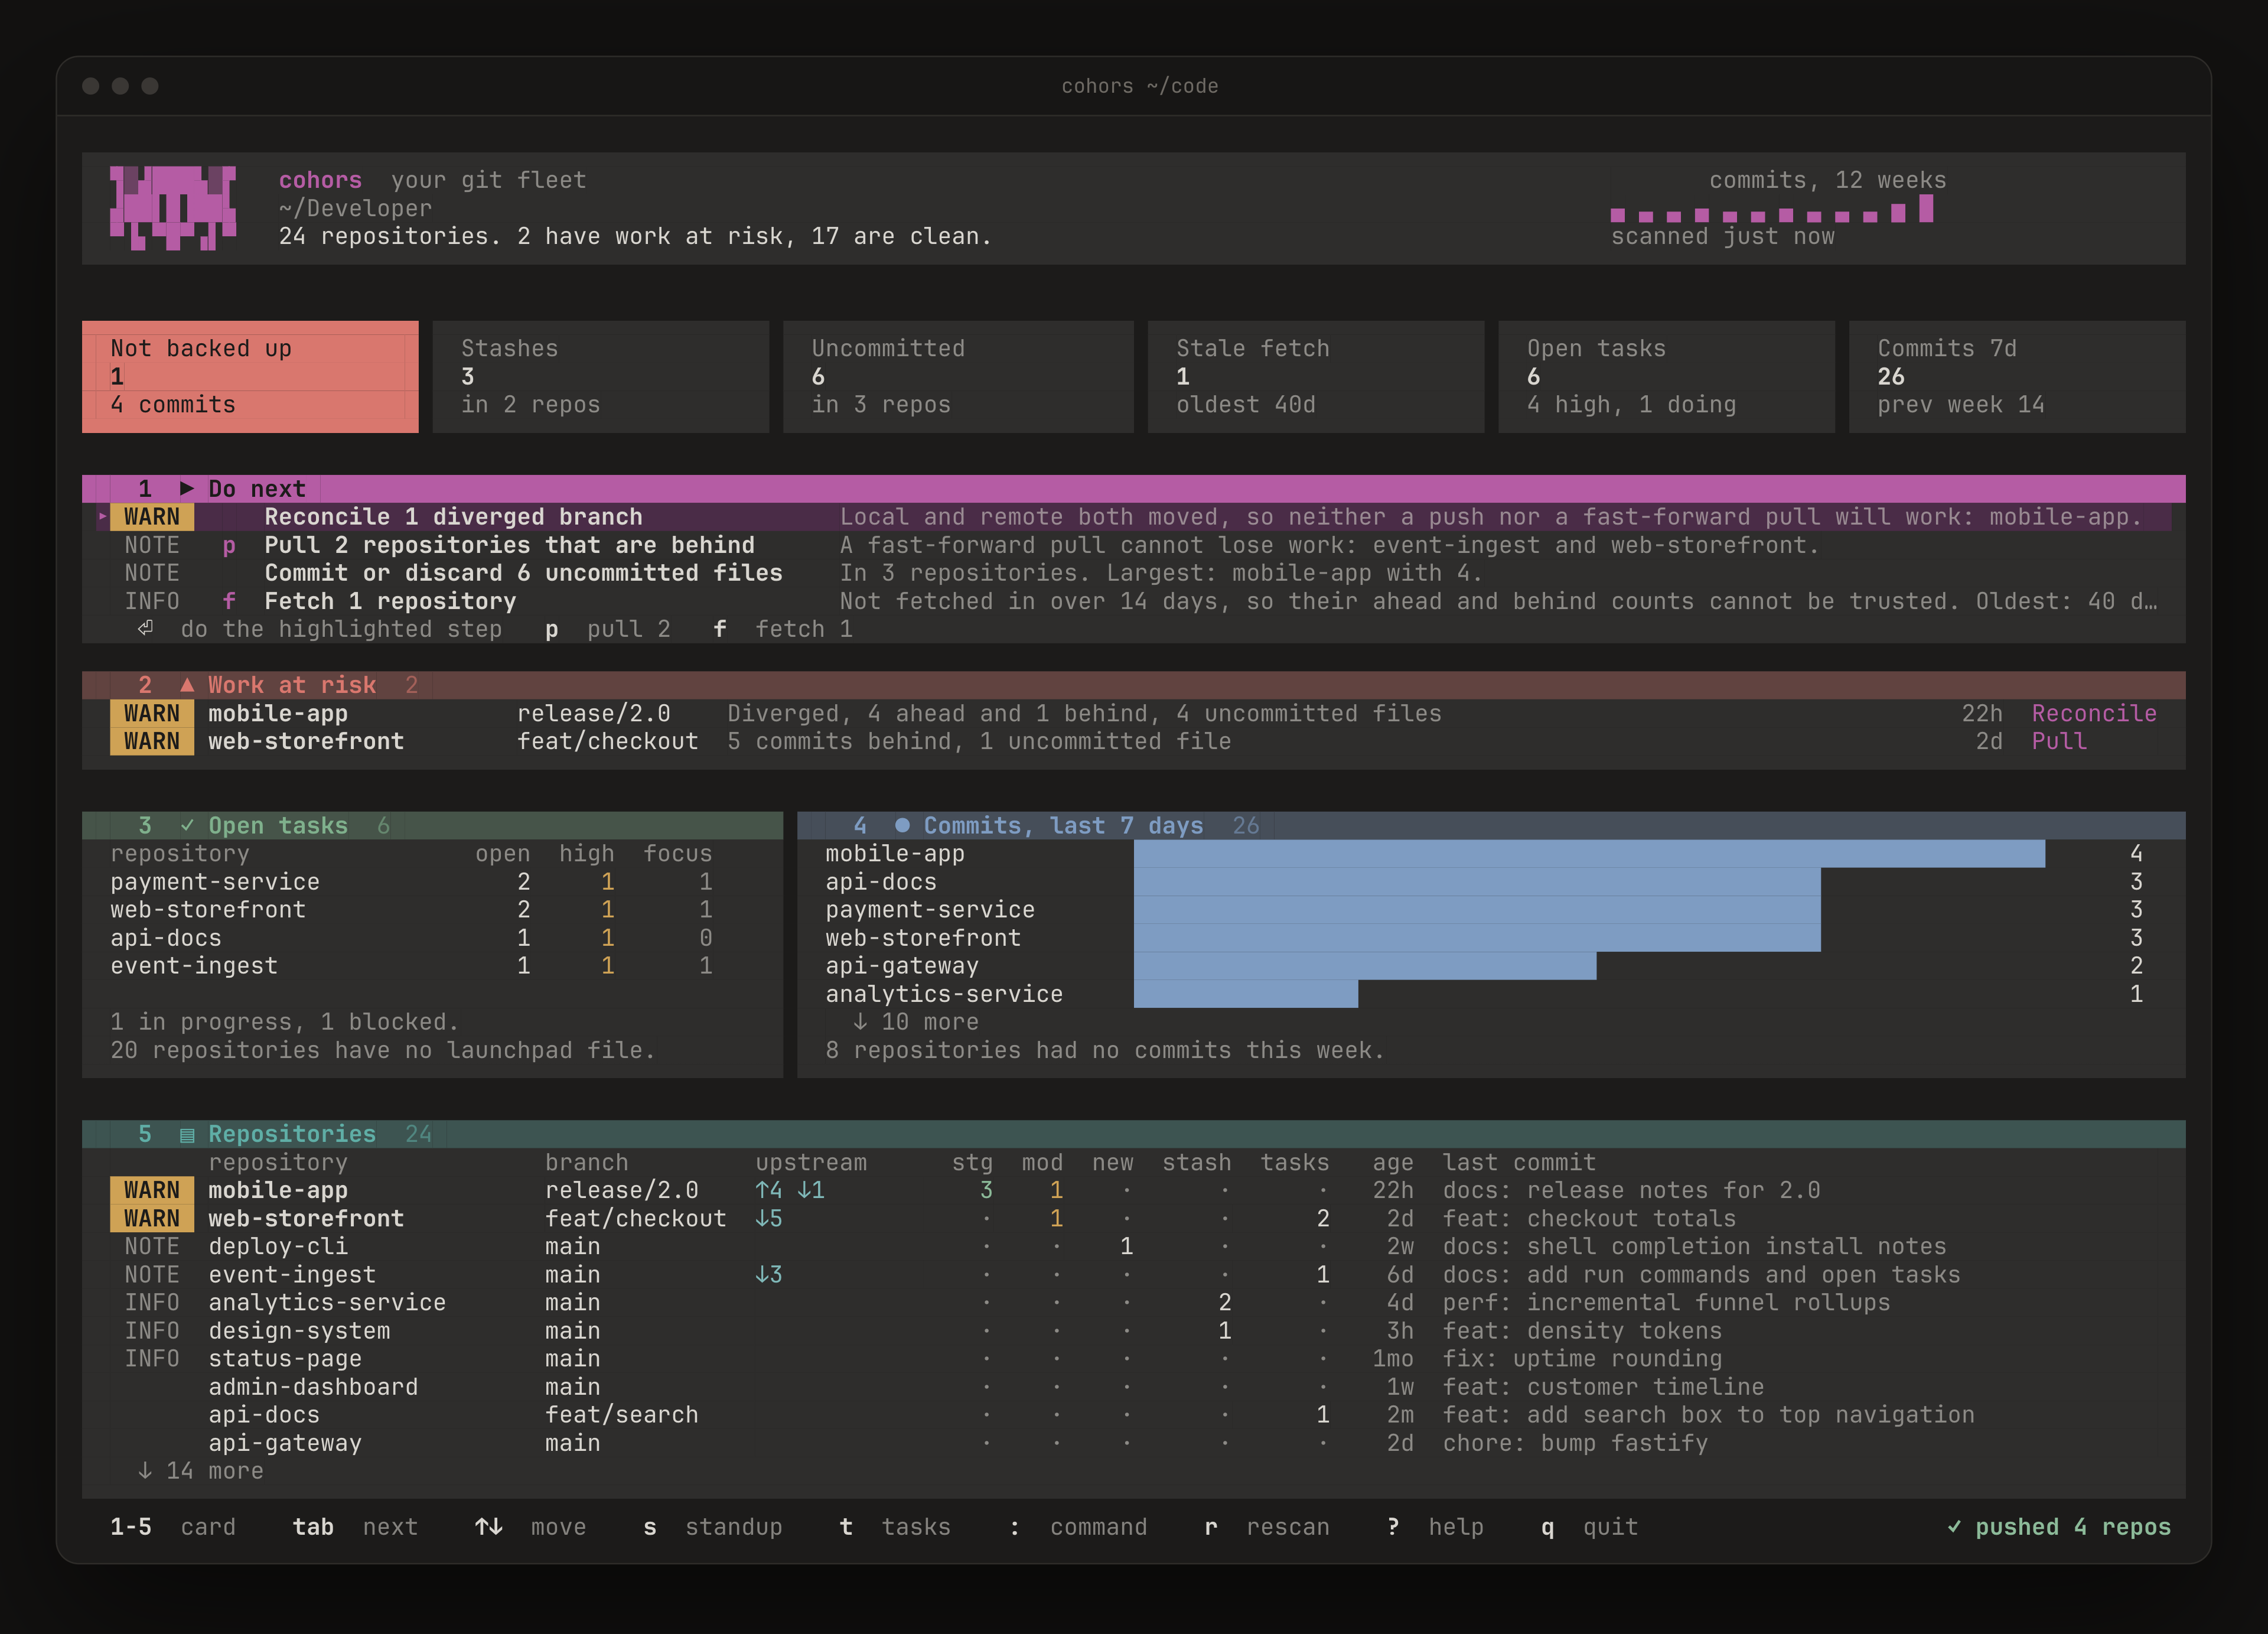 cohors ~/code
cohors your git fleet
~/Developer
24 repositories. 2 have work at risk, 17 are clean.
commits, 12 weeks
scanned just now
Not backed up
1
4 commits
Stashes
3
in 2 repos
Uncommitted
6
in 3 repos
Stale fetch
1
oldest 40d
Open tasks
6
4 high, 1 doing
Commits 7d
26
prev week 14
1 ▶ Do next
▸ WARN Reconcile 1 diverged branch Local and remote both moved, so neither a push nor a fast-forward pull will work: mobile-app.
NOTE p Pull 2 repositories that are behind A fast-forward pull cannot lose work: event-ingest and web-storefront.
NOTE Commit or discard 6 uncommitted files In 3 repositories. Largest: mobile-app with 4.
INFO f Fetch 1 repository Not fetched in over 14 days, so their ahead and behind counts cannot be trusted. Oldest: 40 d…
⏎ do the highlighted step p pull 2 f fetch 1
2 ▲ Work at risk 2
WARN mobile-app release/2.0 Diverged, 4 ahead and 1 behind, 4 uncommitted files 22h Reconcile
WARN web-storefront feat/checkout 5 commits behind, 1 uncommitted file 2d Pull
3 ✓ Open tasks 6
repository open high focus
payment-service 2 1 1
web-storefront 2 1 1
api-docs 1 1 0
event-ingest 1 1 1
1 in progress, 1 blocked.
20 repositories have no launchpad file.
4 ● Commits, last 7 days 26
mobile-app 4
api-docs 3
payment-service 3
web-storefront 3
api-gateway 2
analytics-service 1
↓ 10 more
8 repositories had no commits this week.
5 ▤ Repositories 24
repository branch upstream stg mod new stash tasks age last commit
WARN mobile-app release/2.0 ↑4 ↓1 3 1 · · · 22h docs: release notes for 2.0
WARN web-storefront feat/checkout ↓5 · 1 · · 2 2d feat: checkout totals
NOTE deploy-cli main · · 1 · · 2w docs: shell completion install notes
NOTE event-ingest main ↓3 · · · · 1 6d docs: add run commands and open tasks
INFO analytics-service main · · · 2 · 4d perf: incremental funnel rollups
INFO design-system main · · · 1 · 3h feat: density tokens
INFO status-page main · · · · · 1mo fix: uptime rounding
admin-dashboard main · · · · · 1w feat: customer timeline
api-docs feat/search · · · · 1 2m feat: add search box to top navigation
api-gateway main · · · · · 2d chore: bump fastify
↓ 14 more
1-5 card tab next ↑↓ move s standup t tasks : command r rescan ? help q quit ✓ pushed 4 repos